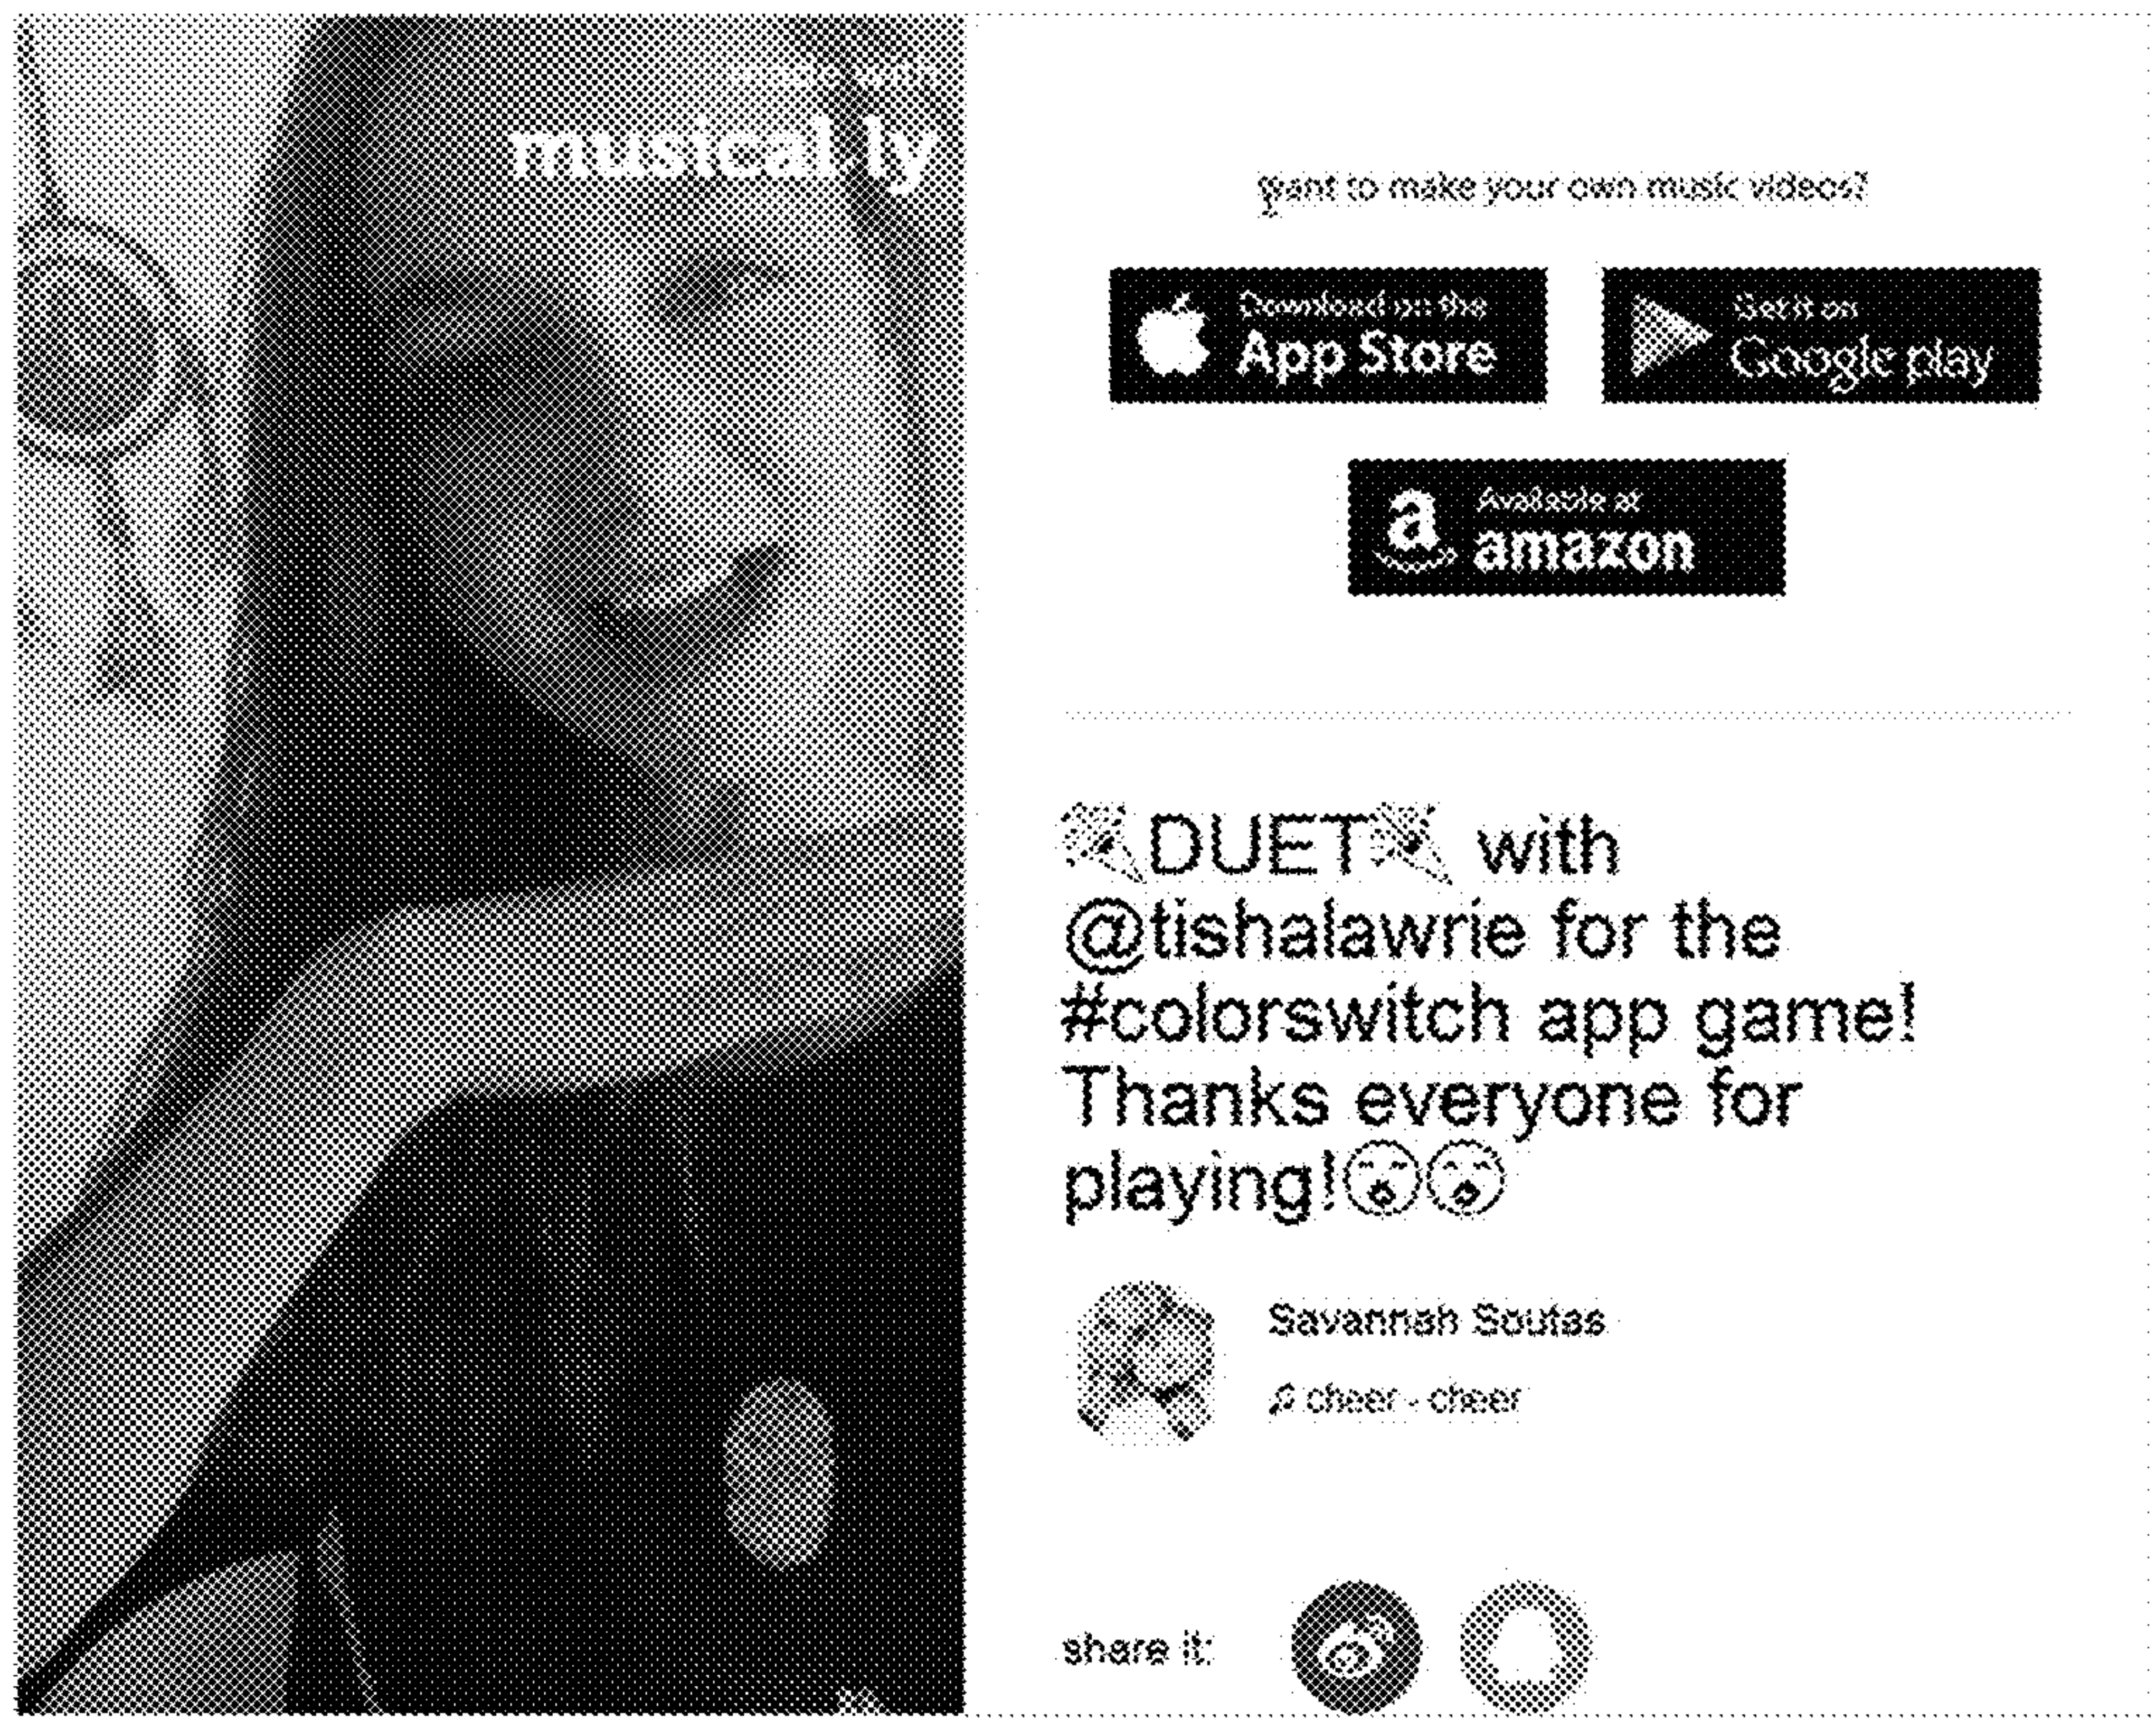 made with
musical.ly
want to make your own music videos?
Download on the
App Store
Get it on
Google play
Available at
amazon
🎉DUET🎉 with
@tishalawrie for the
#colorswitch app game!
Thanks everyone for
playing!😲😲
Savannah Soutas
♫ cheer - cheer
share it: